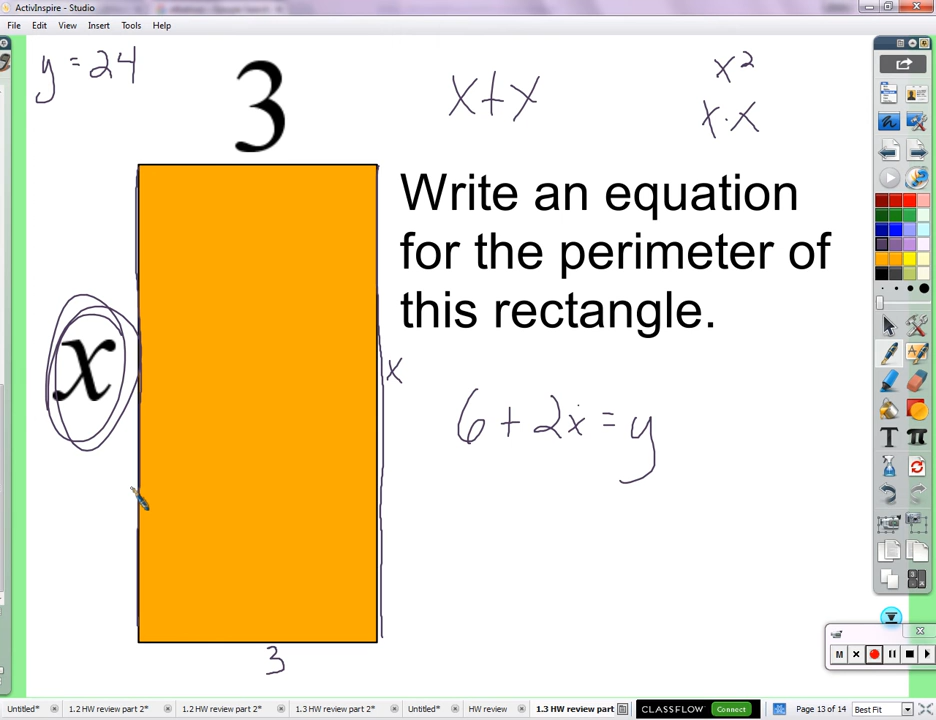 ActivInspire - Studio
File Edit View Insert Tools Help
y = 24
3
x + y
x²
x · x
Write an equation
for the perimeter of
this rectangle.
x
x
6 + 2x = y
3
M
Untitled*
1.2 HW review part 2*
1.2 HW review part 2*
1.3 HW review part 2*
Untitled*
HW review
1.3 HW review part
CLASSFLOW Connect
Page 13 of 14
Best Fit